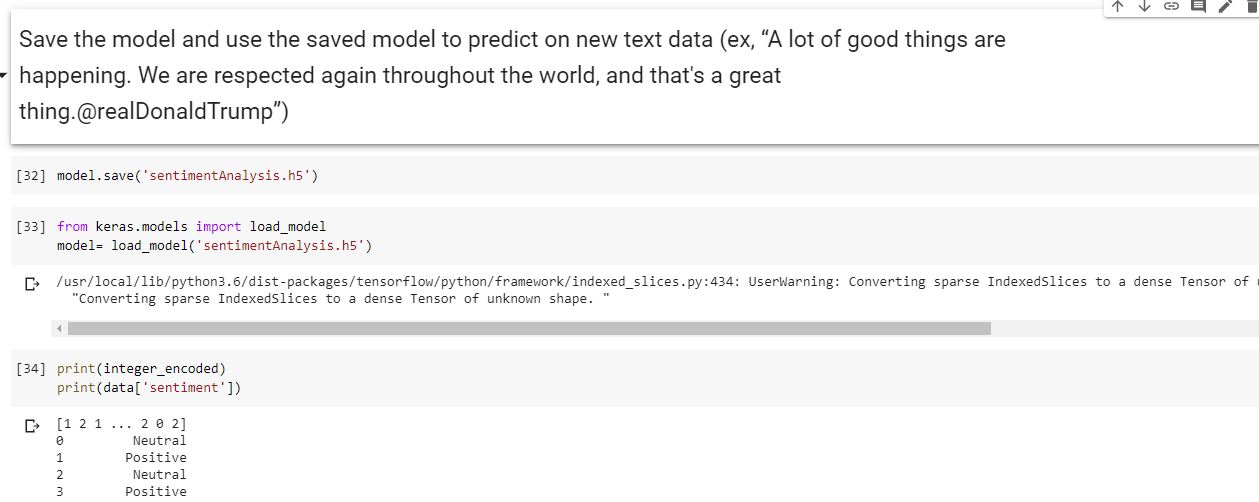 Save the model and use the saved model to predict on new text data (ex, “A lot of good things are
happening. We are respected again throughout the world, and that's a great
thing.@realDonaldTrump”)
[32] model.save('sentimentAnalysis.h5')
[33] from keras.models import load_model
model= load_model('sentimentAnalysis.h5')
/usr/local/lib/python3.6/dist-packages/tensorflow/python/framework/indexed_slices.py:434: UserWarning: Converting sparse IndexedSlices to a dense Tensor of
"Converting sparse IndexedSlices to a dense Tensor of unknown shape. "
[34] print(integer_encoded)
print(data['sentiment'])
[1 2 1 ... 2 0 2]
0 Neutral
1 Positive
2 Neutral
3 Positive